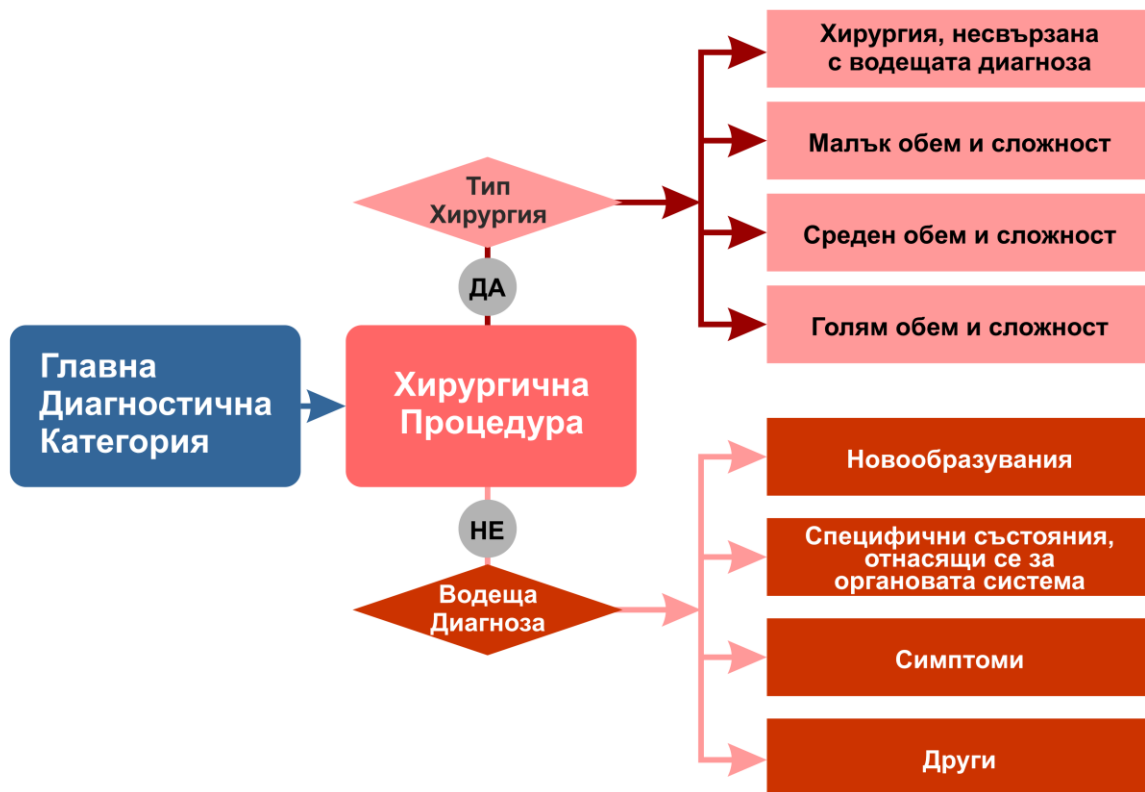 Главна
Диагностична
Категория
Хирургична
Процедура
ДА
Тип
Хирургия
Хирургия, несвързана
с водещата диагноза
Малък обем и сложност
Среден обем и сложност
Голям обем и сложност
НЕ
Водеща
Диагноза
Новообразувания
Специфични състояния,
отнасящи се за
органовата система
Симптоми
Други